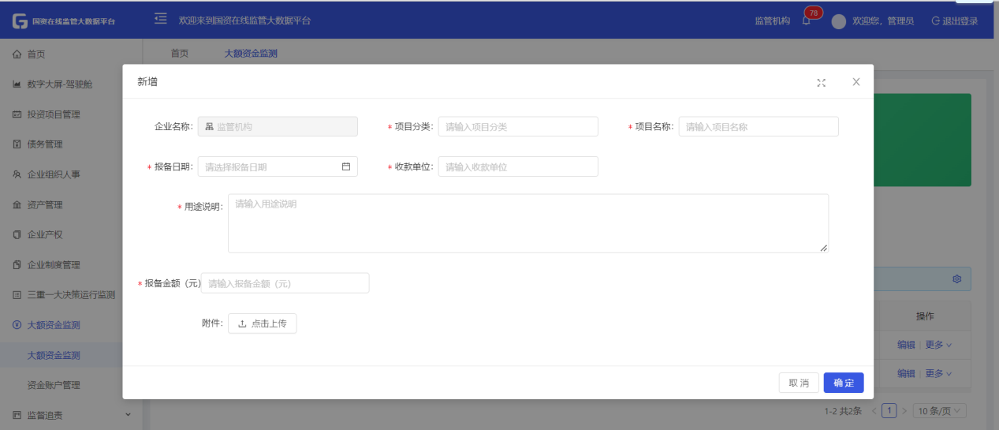 国资在线监管大数据平台
欢迎来到国资在线监管大数据平台
监管机构
78
欢迎您，管理员
退出登录
首页
数字大屏-驾驶舱
投资项目管理
债务管理
企业组织人事
资产管理
企业产权
企业制度管理
三重一大决策运行监测
大额资金监测
大额资金监测
资金账户管理
监督追责
首页 大额资金监测
新增
企业名称： 监管机构
* 项目分类： 请输入项目分类
* 项目名称： 请输入项目名称
* 报备日期： 请选择报备日期
* 收款单位： 请输入收款单位
* 用途说明： 请输入用途说明
* 报备金额（元） 请输入报备金额（元）
附件： 点击上传
取消 确定
操作
编辑 | 更多
编辑 | 更多
1-2 共2条 < 1 > 10 条/页